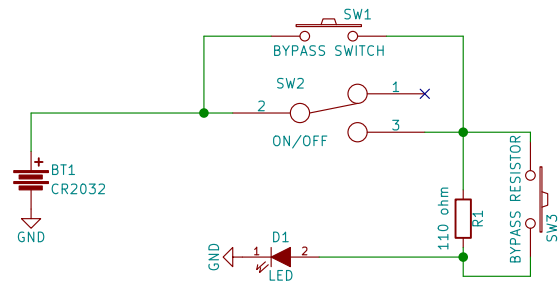 SW1
BYPASS SWITCH
SW2
1
2
3
ON/OFF
BT1
CR2032
GND
BYPASS RESISTOR
SW3
110 ohm
R1
D1
GND
1
2
LED